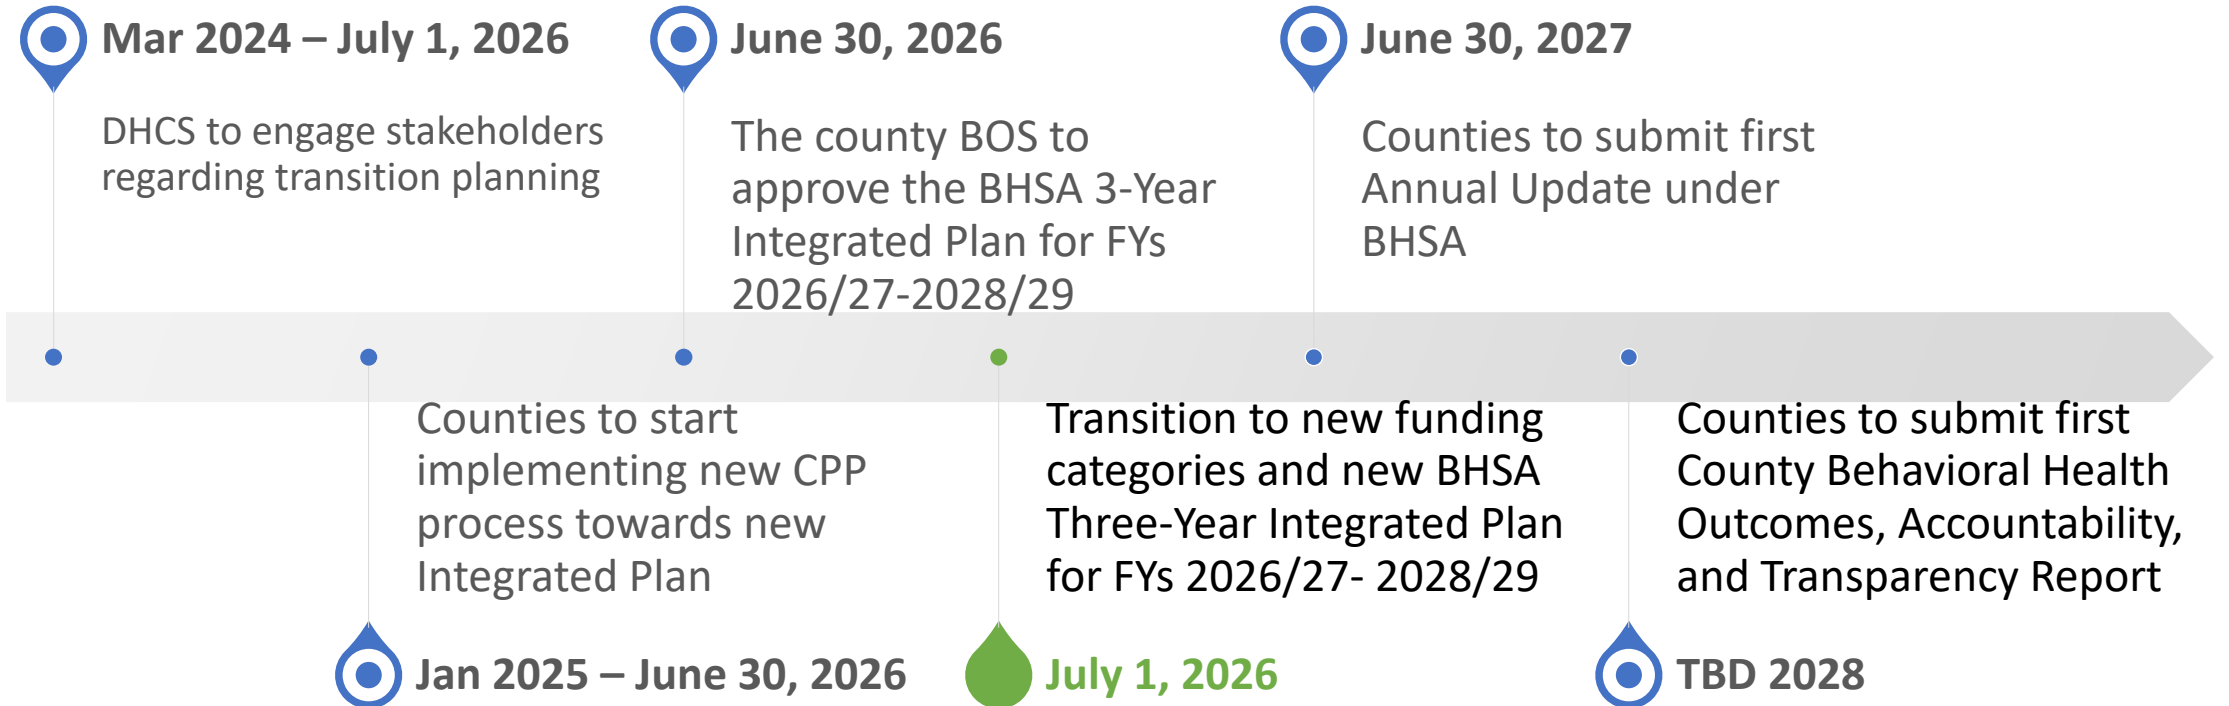 Mar 2024 – July 1, 2026
DHCS to engage stakeholders
regarding transition planning
Counties to start
implementing new CPP
process towards new
Integrated Plan
Jan 2025 – June 30, 2026
June 30, 2026
The county BOS to
approve the BHSA 3-Year
Integrated Plan for FYs
2026/27-2028/29
Transition to new funding
categories and new BHSA
Three-Year Integrated Plan
for FYs 2026/27- 2028/29
July 1, 2026
June 30, 2027
Counties to submit first
Annual Update under
BHSA
Counties to submit first
County Behavioral Health
Outcomes, Accountability,
and Transparency Report
TBD 2028